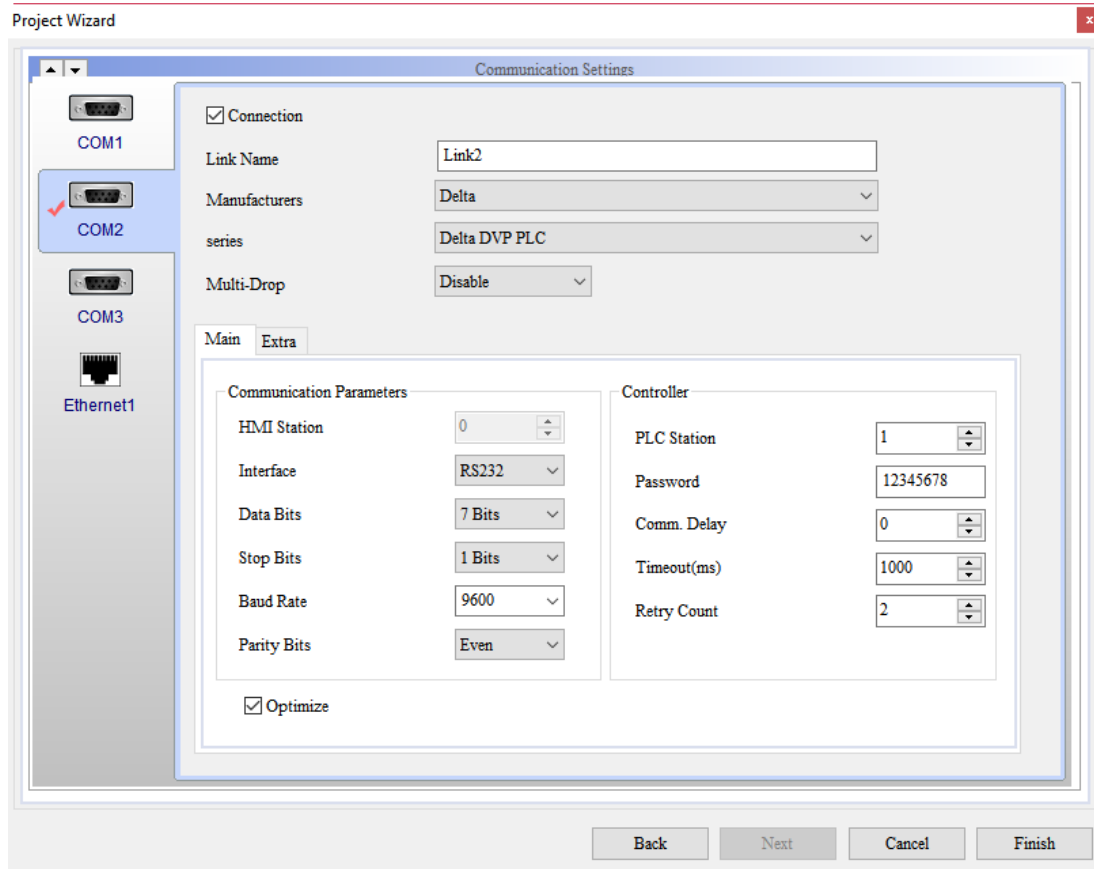 Project Wizard
x
Communication Settings
COM1
COM2
COM3
Ethernet1
Connection
Link Name Link2
Manufacturers Delta
series Delta DVP PLC
Multi-Drop Disable
Main Extra
Communication Parameters
HMI Station 0
Interface RS232
Data Bits 7 Bits
Stop Bits 1 Bits
Baud Rate 9600
Parity Bits Even
Optimize
Controller
PLC Station 1
Password 12345678
Comm. Delay 0
Timeout(ms) 1000
Retry Count 2
Back Next Cancel Finish